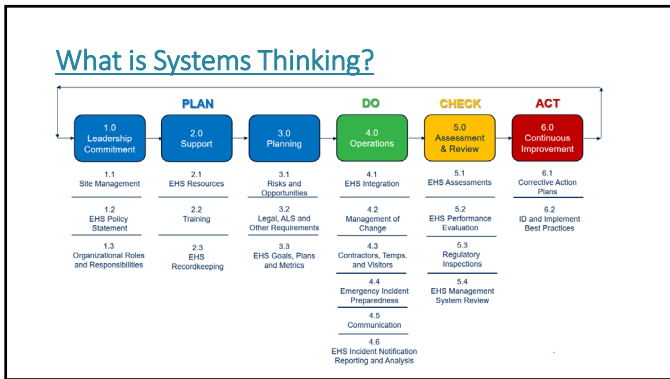 What is Systems Thinking?
PLAN
DO
CHECK
ACT
1.0
Leadership
Commitment
2.0
Support
3.0
Planning
4.0
Operations
5.0
Assessment
& Review
6.0
Continuous
Improvement
1.1
Site Management
1.2
EHS Policy
Statement
1.3
Organizational Roles
and Responsibilities
2.1
EHS Resources
2.2
Training
2.3
EHS
Recordkeeping
3.1
Risks and
Opportunities
3.2
Legal, ALS and
Other Requirements
3.3
EHS Goals, Plans
and Metrics
4.1
EHS Integration
4.2
Management of
Change
4.3
Contractors, Temps.
and Visitors
4.4
Emergency Incident
Preparedness
4.5
Communication
4.6
EHS Incident Notification
Reporting and Analysis
5.1
EHS Assessments
5.2
EHS Performance
Evaluation
5.3
Regulatory
Inspections
5.4
EHS Management
System Review
6.1
Corrective Action
Plans
6.2
ID and Implement
Best Practices